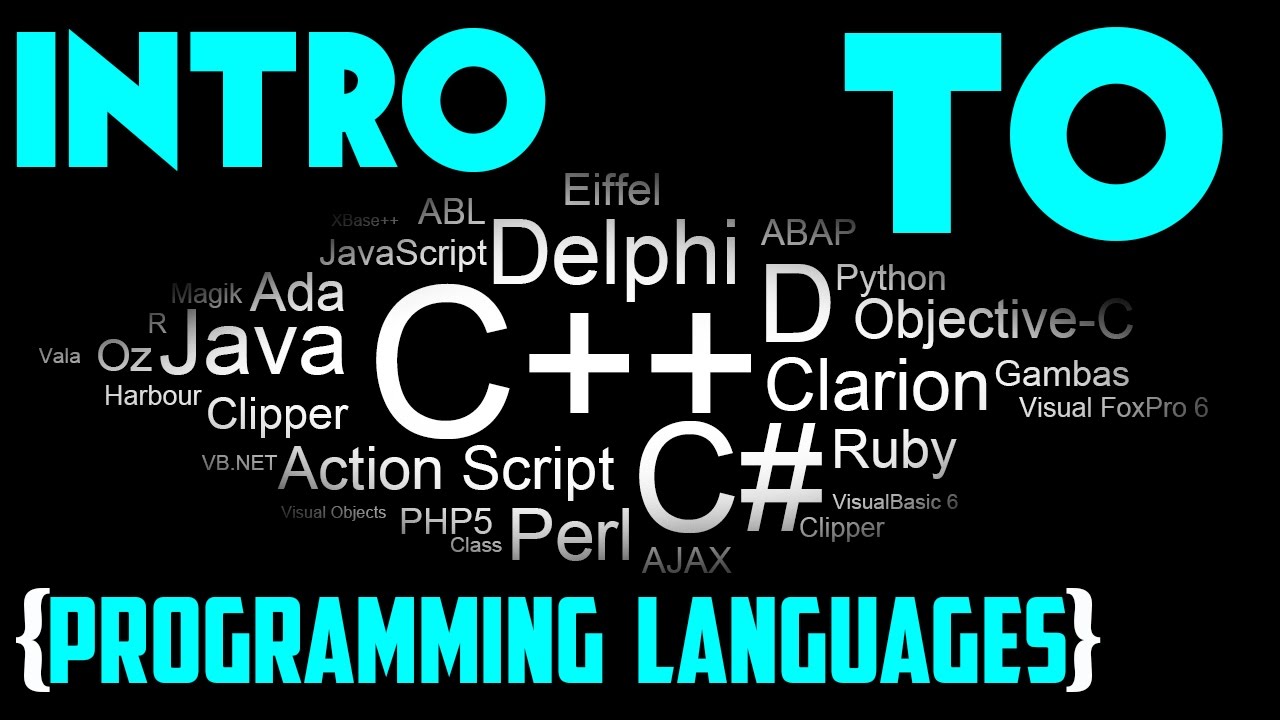 INTRO TO
Eiffel
XBase++ ABL
JavaScript Delphi ABAP
Magik Ada D Python
R Java C++ Objective-C
Vala Oz Clarion Gambas
Harbour Clipper Visual FoxPro 6
VB.NET Action Script C# Ruby
Visual Objects PHP5 Perl VisualBasic 6
Class Clipper
AJAX
{PROGRAMMING LANGUAGES}